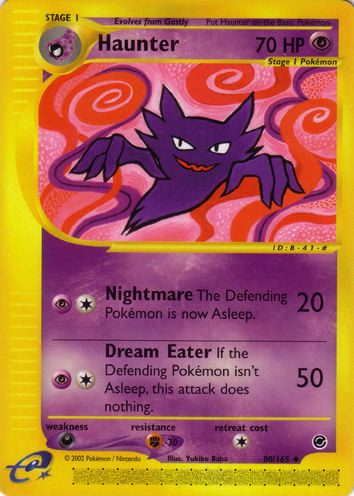 STAGE 1 Evolves from Gastly Put Haunter on the Basic Pokémon
Haunter 70 HP
Stage 1 Pokémon
ID:B-41-#
Nightmare The Defending
Pokémon is now Asleep.
20
Dream Eater If the
Defending Pokémon isn't
Asleep, this attack does
nothing.
50
weakness resistance retreat cost
-30
©2002 Pokémon / Nintendo Illus. Yukiko Baba 80/165
e